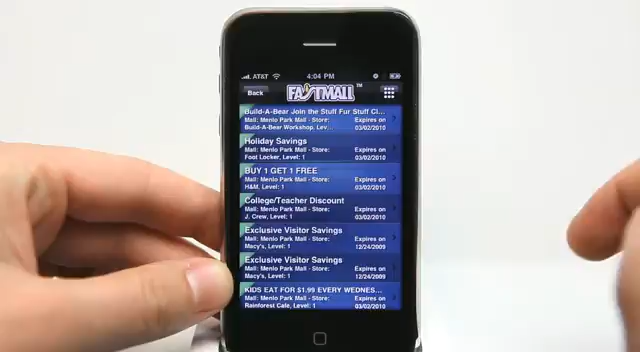 AT&T 4:04 PM
Back FASTMALL™
Build-A-Bear Join the Stuff Fur Stuff Cl...
Mall: Menlo Park Mall - Store: Expires on
Build-A-Bear Workshop, Lev... 03/02/2010
Holiday Savings
Mall: Menlo Park Mall - Store: Expires on
Foot Locker, Level: 1 03/02/2010
BUY 1 GET 1 FREE
Mall: Menlo Park Mall - Store: Expires on
H&M, Level: 1 03/02/2010
College/Teacher Discount
Mall: Menlo Park Mall - Store: Expires on
J. Crew, Level: 1 03/02/2010
Exclusive Visitor Savings
Mall: Menlo Park Mall - Store: Expires on
Macy's, Level: 1 12/24/2009
Exclusive Visitor Savings
Mall: Menlo Park Mall - Store: Expires on
Macy's, Level: 1 12/24/2009
KIDS EAT FOR $1.99 EVERY WEDNES...
Mall: Menlo Park Mall - Store: Expires on
Rainforest Cafe, Level: 1 03/02/2010